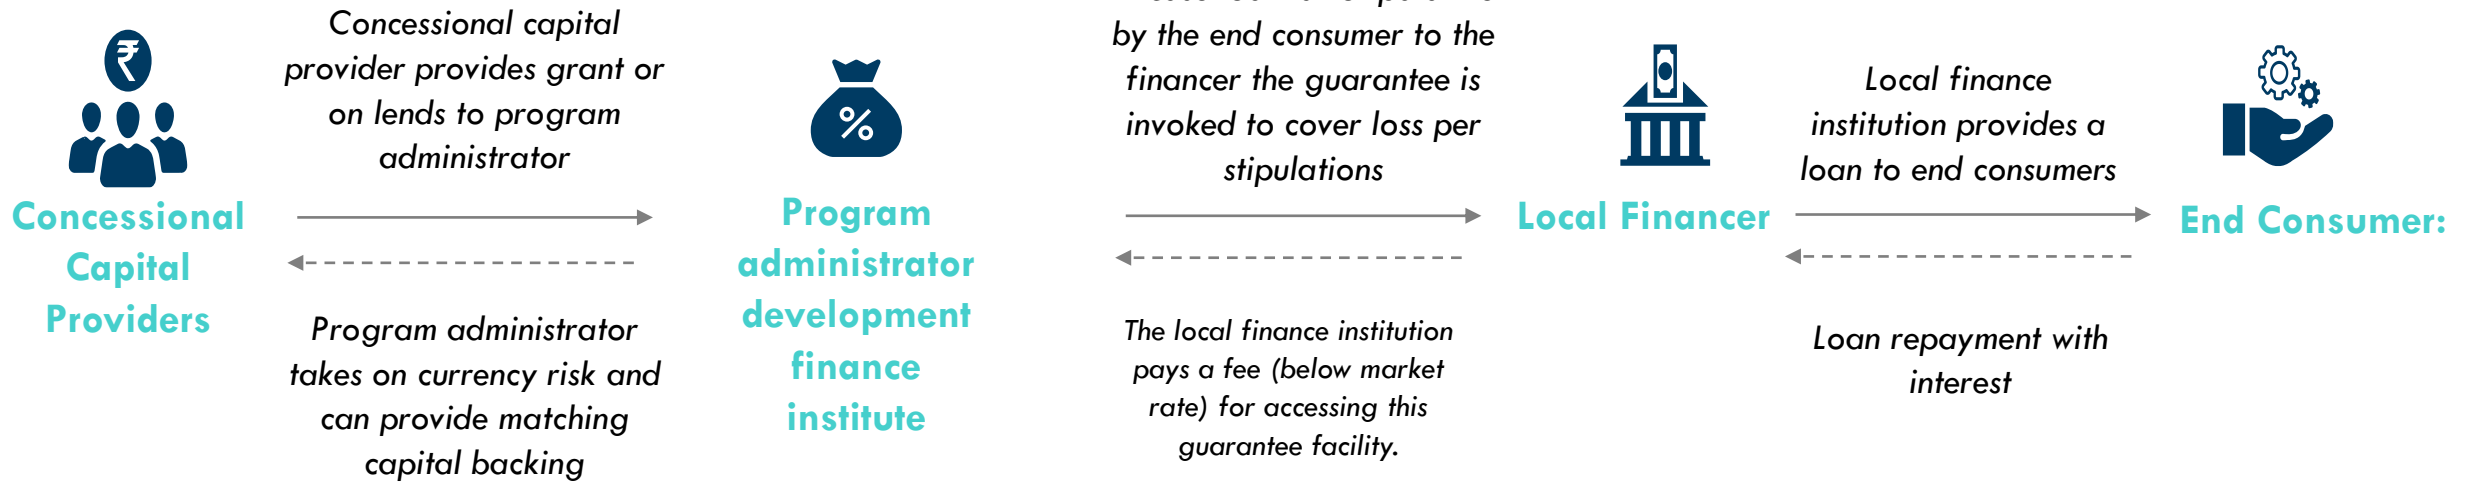 Concessional capital
provider provides grant or
on lends to program
administrator
₹
Concessional
Capital
Providers
Program administrator
takes on currency risk and
can provide matching
capital backing
%
Program
administrator
development
finance
institute
by the end consumer to the
financer the guarantee is
invoked to cover loss per
stipulations
The local finance institution
pays a fee (below market
rate) for accessing this
guarantee facility.
Local Financer
Local finance
institution provides a
loan to end consumers
Loan repayment with
interest
End Consumer: